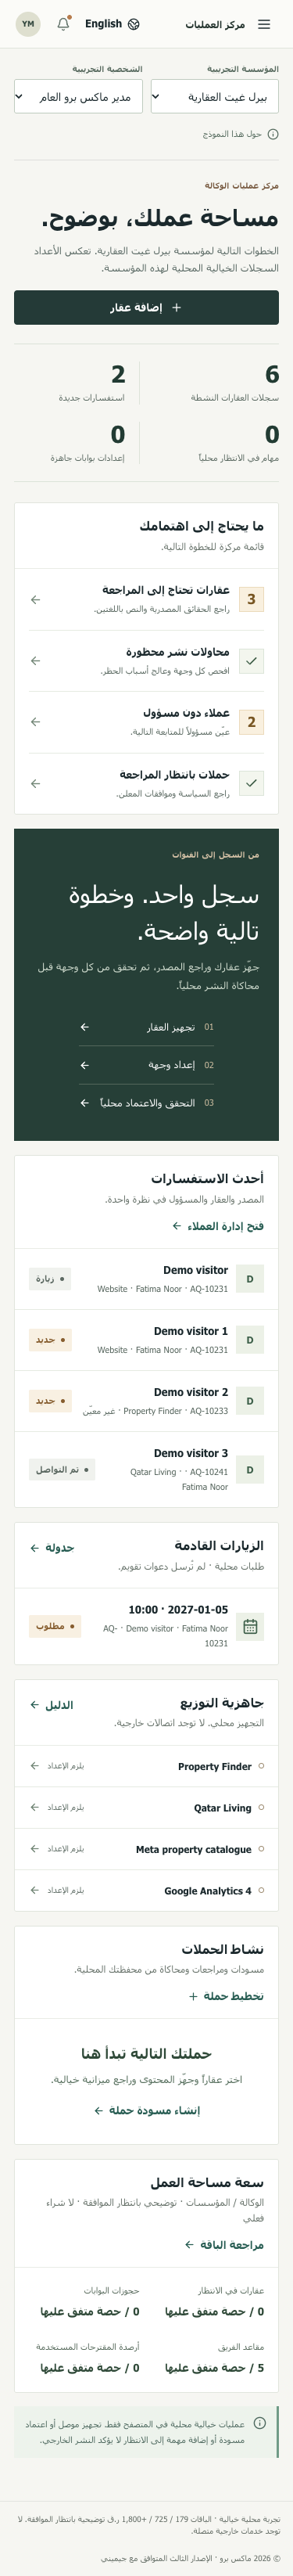 مركز العمليات
English
YM
المؤسسة التجريبية
الشخصية التجريبية
بيرل غيت العقارية
مدير ماكس برو العام
حول هذا النموذج
مركز عمليات الوكالة
مساحة عملك، بوضوح.
الخطوات التالية لمؤسسة بيرل غيت العقارية. تعكس الأعداد
السجلات الخيالية المحلية لهذه المؤسسة.
إضافة عقار
6
سجلات العقارات النشطة
2
استفسارات جديدة
0
مهام في الانتظار محلياً
0
إعدادات بوابات جاهزة
ما يحتاج إلى اهتمامك
قائمة مركزة للخطوة التالية.
3
عقارات تحتاج إلى المراجعة
راجع الحقائق المصدرية والنص باللغتين.
محاولات نشر محظورة
افحص كل وجهة وعالج أسباب الحظر.
2
عملاء دون مسؤول
عيّن مسؤولاً للمتابعة التالية.
حملات بانتظار المراجعة
راجع السياسة وموافقات المعلن.
من السجل إلى القنوات
سجل واحد. وخطوة
تالية واضحة.
جهّز عقارك وراجع المصدر، ثم تحقق من كل وجهة قبل
محاكاة النشر محلياً.
01 تجهيز العقار
02 إعداد وجهة
03 التحقق والاعتماد محلياً
أحدث الاستفسارات
المصدر والعقار والمسؤول في نظرة واحدة.
فتح إدارة العملاء
D
Demo visitor
Website · Fatima Noor · AQ-10231
زيارة
D
Demo visitor 1
Website · Fatima Noor · AQ-10231
جديد
D
Demo visitor 2
Property Finder · AQ-10233 · غير معيّن
جديد
D
Demo visitor 3
Qatar Living · · AQ-10241
Fatima Noor
تم التواصل
الزيارات القادمة
طلبات محلية · لم تُرسل دعوات تقويم.
جدولة
2027-01-05 · 10:00
AQ- · Demo visitor · Fatima Noor
10231
مطلوب
جاهزية التوزيع
التجهيز المحلي. لا توجد اتصالات خارجية.
الدليل
Property Finder
يلزم الإعداد
Qatar Living
يلزم الإعداد
Meta property catalogue
يلزم الإعداد
Google Analytics 4
يلزم الإعداد
نشاط الحملات
مسودات ومراجعات ومحاكاة من محفظتك المحلية.
تخطيط حملة
حملتك التالية تبدأ هنا
اختر عقاراً وجهّز المحتوى وراجع ميزانية خيالية.
إنشاء مسودة حملة
سعة مساحة العمل
الوكالة / المؤسسات · توضيحي بانتظار الموافقة · لا شراء
فعلي
مراجعة الباقة
عقارات في الانتظار
0 / حصة متفق عليها
حجوزات البوابات
0 / حصة متفق عليها
مقاعد الفريق
5 / حصة متفق عليها
أرصدة المقترحات المستخدمة
0 / حصة متفق عليها
عمليات خيالية محلية في المتصفح فقط. تجهيز موصل أو اعتماد
مسودة أو إضافة مهمة إلى الانتظار لا يؤكد النشر الخارجي.
تجربة محلية خيالية · الباقات 179 / 725 / +1,800 ر.ق توضيحية بانتظار الموافقة. لا
توجد خدمات خارجية متصلة.
© 2026 ماكس برو · الإصدار الثالث المتوافق مع جيميني